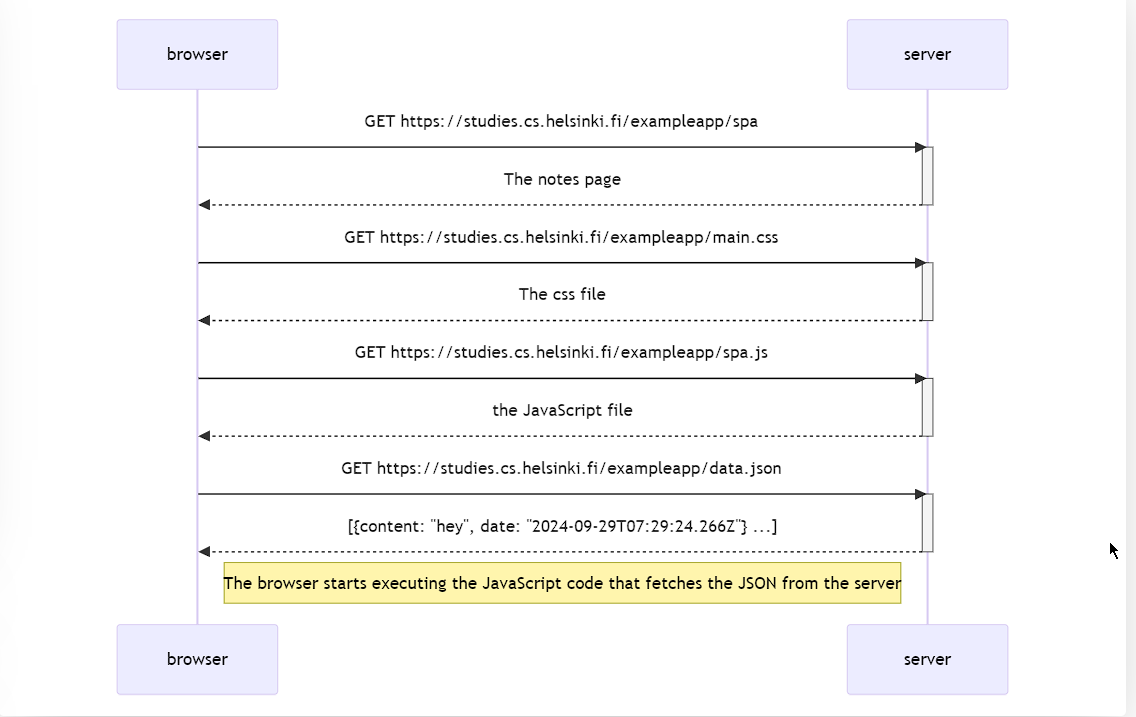 browser
server
GET https://studies.cs.helsinki.fi/exampleapp/spa
The notes page
GET https://studies.cs.helsinki.fi/exampleapp/main.css
The css file
GET https://studies.cs.helsinki.fi/exampleapp/spa.js
the JavaScript file
GET https://studies.cs.helsinki.fi/exampleapp/data.json
[{content: "hey", date: "2024-09-29T07:29:24.266Z"} ...]
The browser starts executing the JavaScript code that fetches the JSON from the server
browser
server